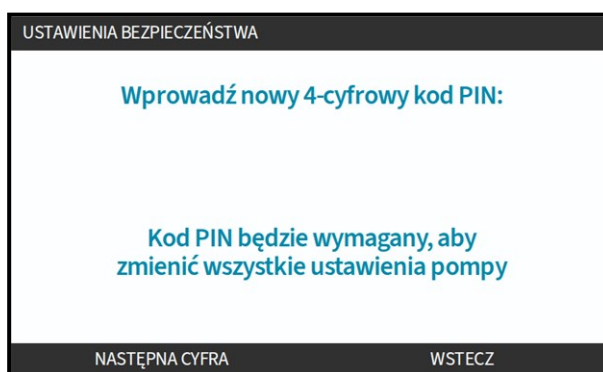 USTAWIENIA BEZPIECZEŃSTWA
Wprowadź nowy 4-cyfrowy kod PIN:
Kod PIN będzie wymagany, aby
zmienić wszystkie ustawienia pompy
NASTĘPNA CYFRA WSTECZ